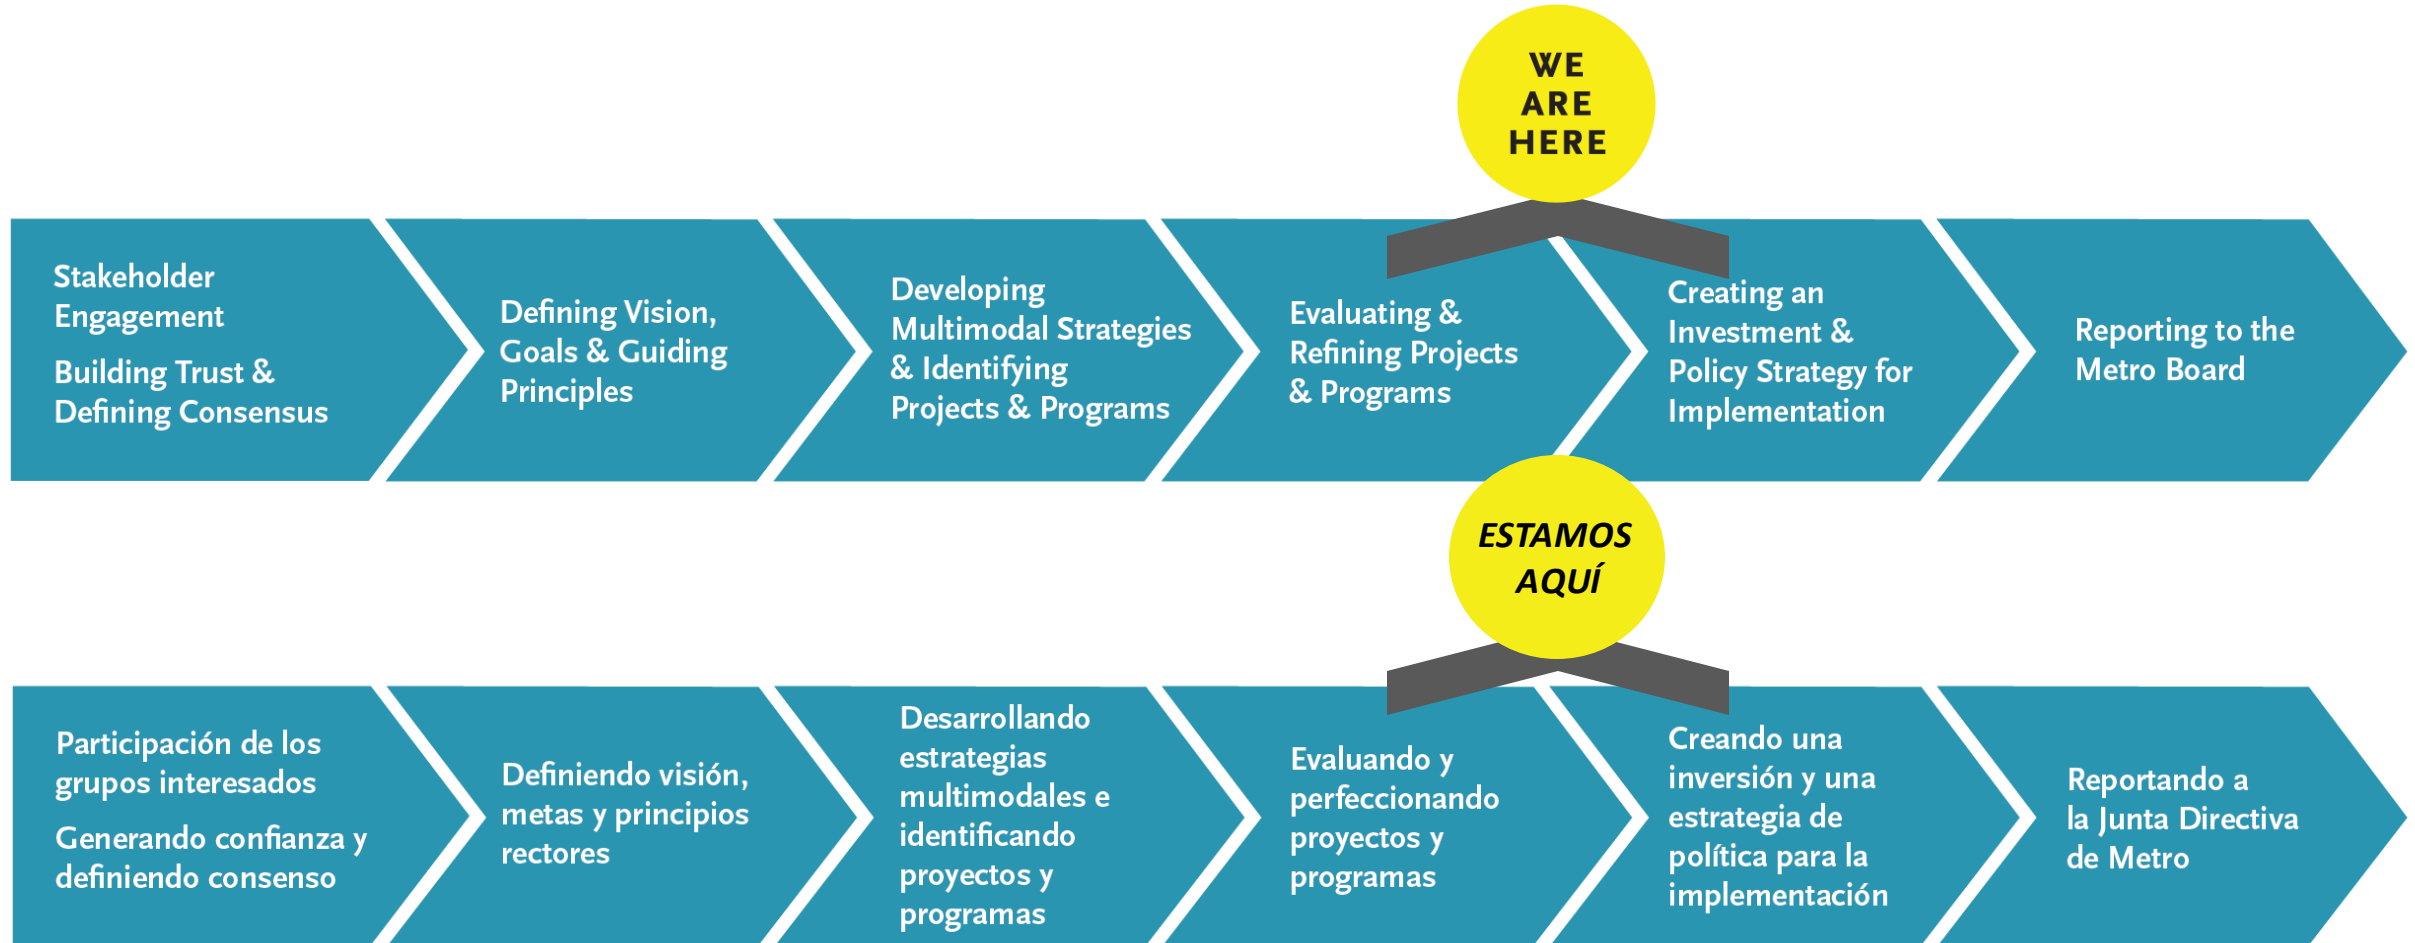 WE
ARE
HERE
Stakeholder
Engagement
Building Trust &
Defining Consensus
Defining Vision,
Goals & Guiding
Principles
Developing
Multimodal Strategies
& Identifying
Projects & Programs
Evaluating &
Refining Projects
& Programs
Creating an
Investment &
Policy Strategy for
Implementation
Reporting to the
Metro Board
ESTAMOS
AQUÍ
Participación de los
grupos interesados
Generando confianza y
definiendo consenso
Definiendo visión,
metas y principios
rectores
Desarrollando
estrategias
multimodales e
identificando
proyectos y
programas
Evaluando y
perfeccionando
proyectos y
programas
Creando una
inversión y una
estrategia de
política para la
implementación
Reportando a
la Junta Directiva
de Metro